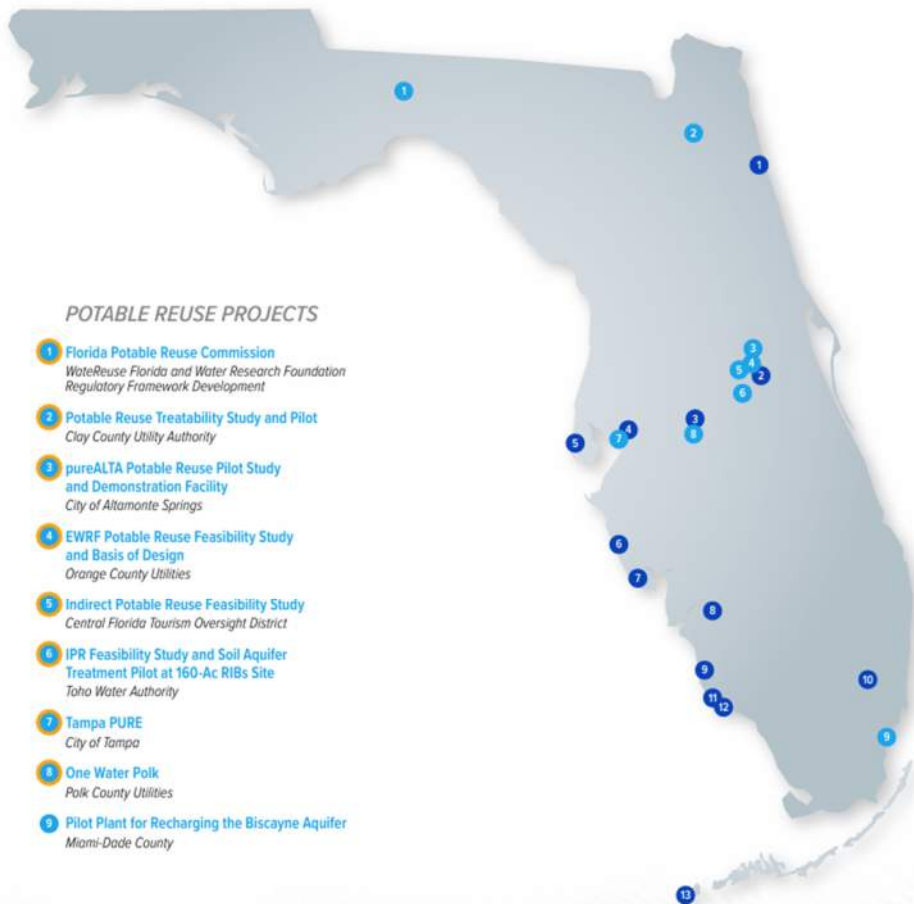 POTABLE REUSE PROJECTS
1 Florida Potable Reuse Commission
WateReuse Florida and Water Research Foundation
Regulatory Framework Development
2 Potable Reuse Treatability Study and Pilot
Clay County Utility Authority
3 pureALTA Potable Reuse Pilot Study
and Demonstration Facility
City of Altamonte Springs
4 EWRF Potable Reuse Feasibility Study
and Basis of Design
Orange County Utilities
5 Indirect Potable Reuse Feasibility Study
Central Florida Tourism Oversight District
6 IPR Feasibility Study and Soil Aquifer
Treatment Pilot at 160-Ac RIBs Site
Toho Water Authority
7 Tampa PURE
City of Tampa
8 One Water Polk
Polk County Utilities
9 Pilot Plant for Recharging the Biscayne Aquifer
Miami-Dade County
1
2
1
3
4
5
2
6
3
4
8
7
5
6
7
8
9
10
11
12
9
13